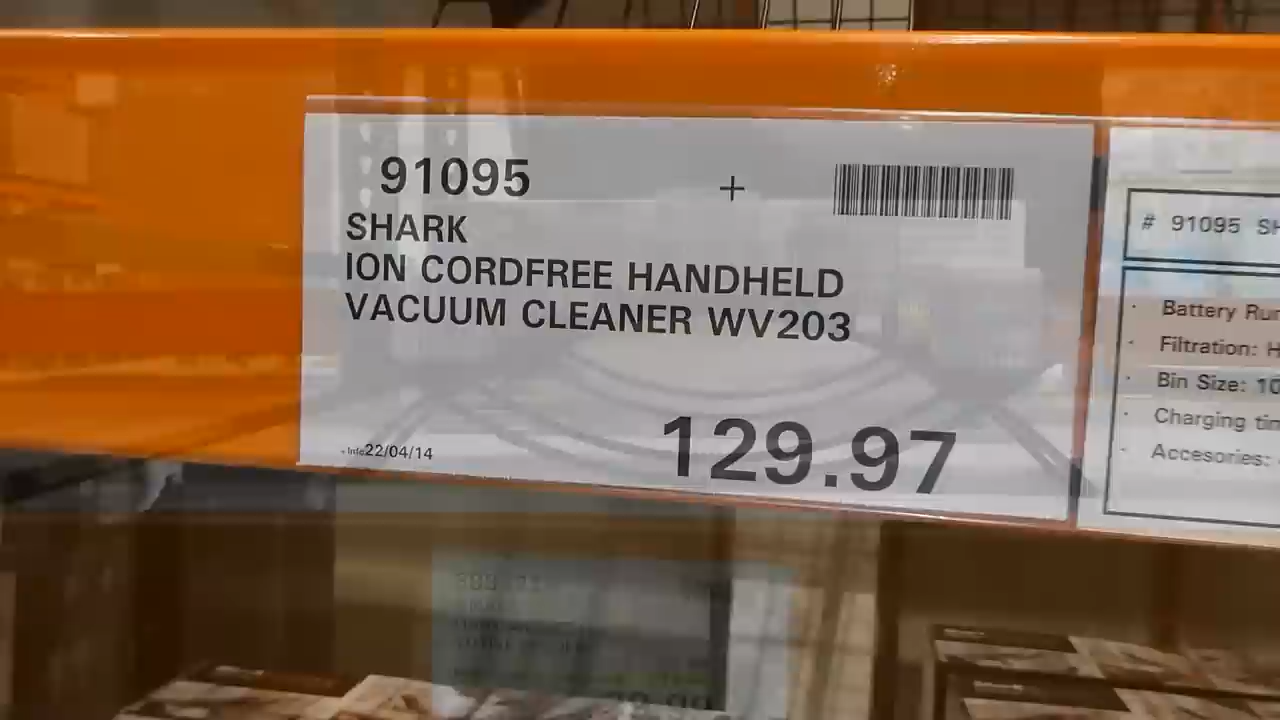 91095 +
SHARK
ION CORDFREE HANDHELD
VACUUM CLEANER WV203
22/04/14
129.97
# 91095
· Battery
· Filtration:
· Bin Size:
· Charging
· Accesories: